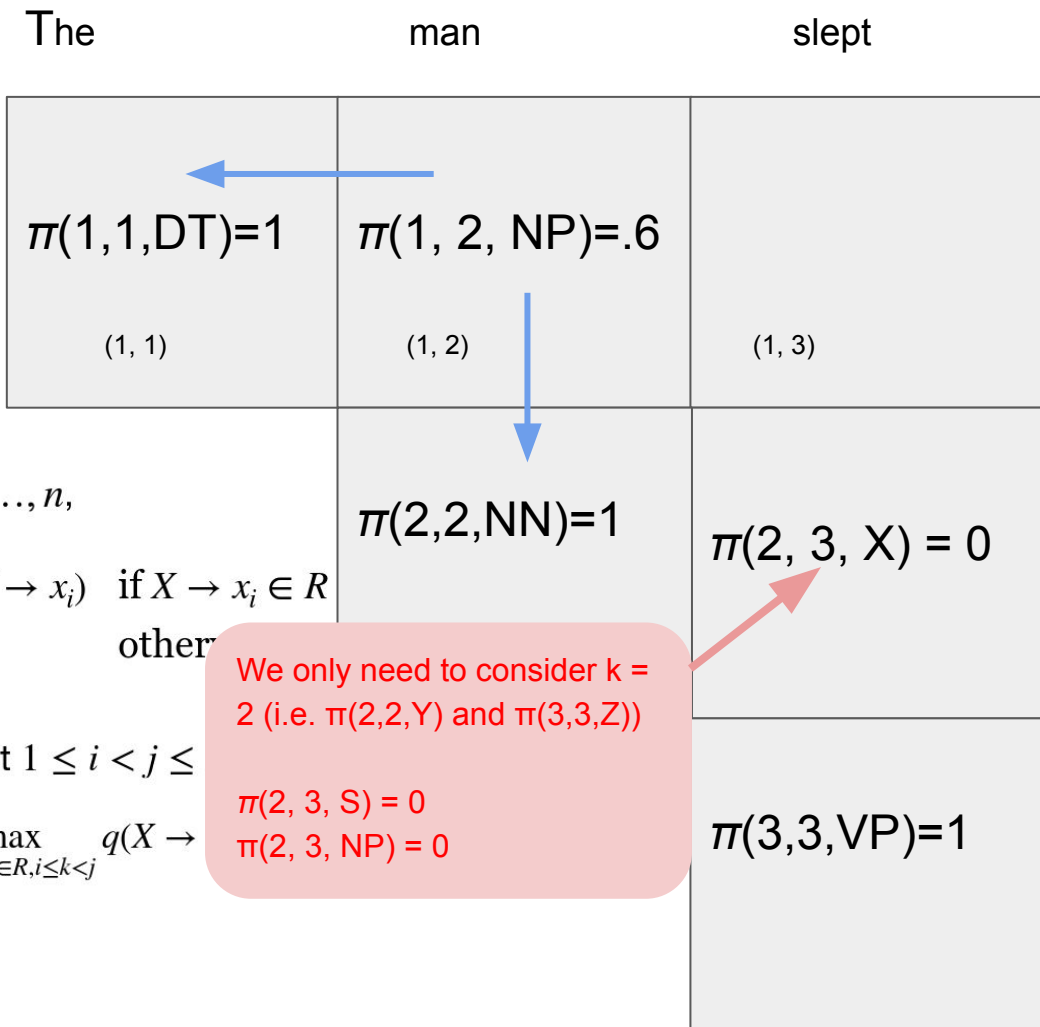 The man slept
π(1,1,DT)=1 π(1, 2, NP)=.6
(1, 1) (1, 2) (1, 3)
…, n,
π(2,2,NN)=1
π(2, 3, X) = 0
→ xᵢ) if X → xᵢ ∈ R
We only need to consider k =
2 (i.e. π(2,2,Y) and π(3,3,Z))
π(2, 3, S) = 0
π(2, 3, NP) = 0
1 ≤ i < j ≤
q(X →
∈R,i≤k<j
π(3,3,VP)=1